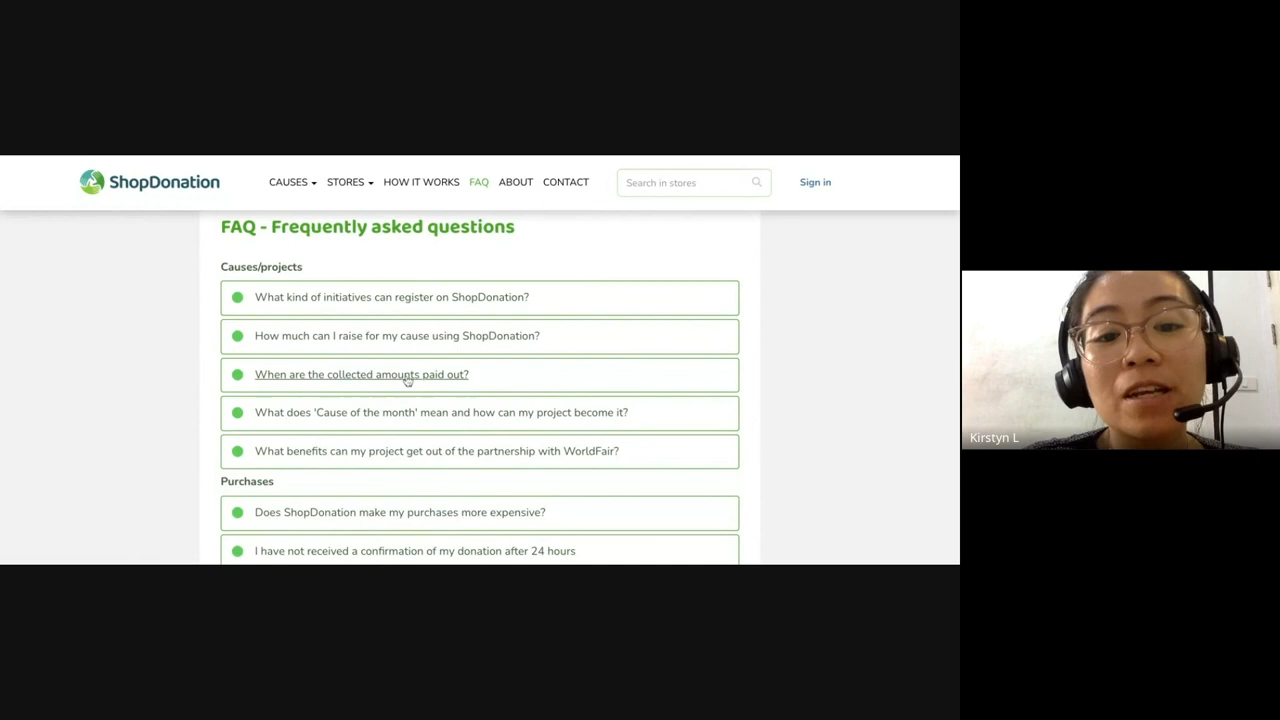 ShopDonation
CAUSES STORES HOW IT WORKS FAQ ABOUT CONTACT
Search in stores
Sign in
FAQ - Frequently asked questions
Causes/projects
What kind of initiatives can register on ShopDonation?
How much can I raise for my cause using ShopDonation?
When are the collected amounts paid out?
What does 'Cause of the month' mean and how can my project become it?
What benefits can my project get out of the partnership with WorldFair?
Purchases
Does ShopDonation make my purchases more expensive?
I have not received a confirmation of my donation after 24 hours
Kirstyn L